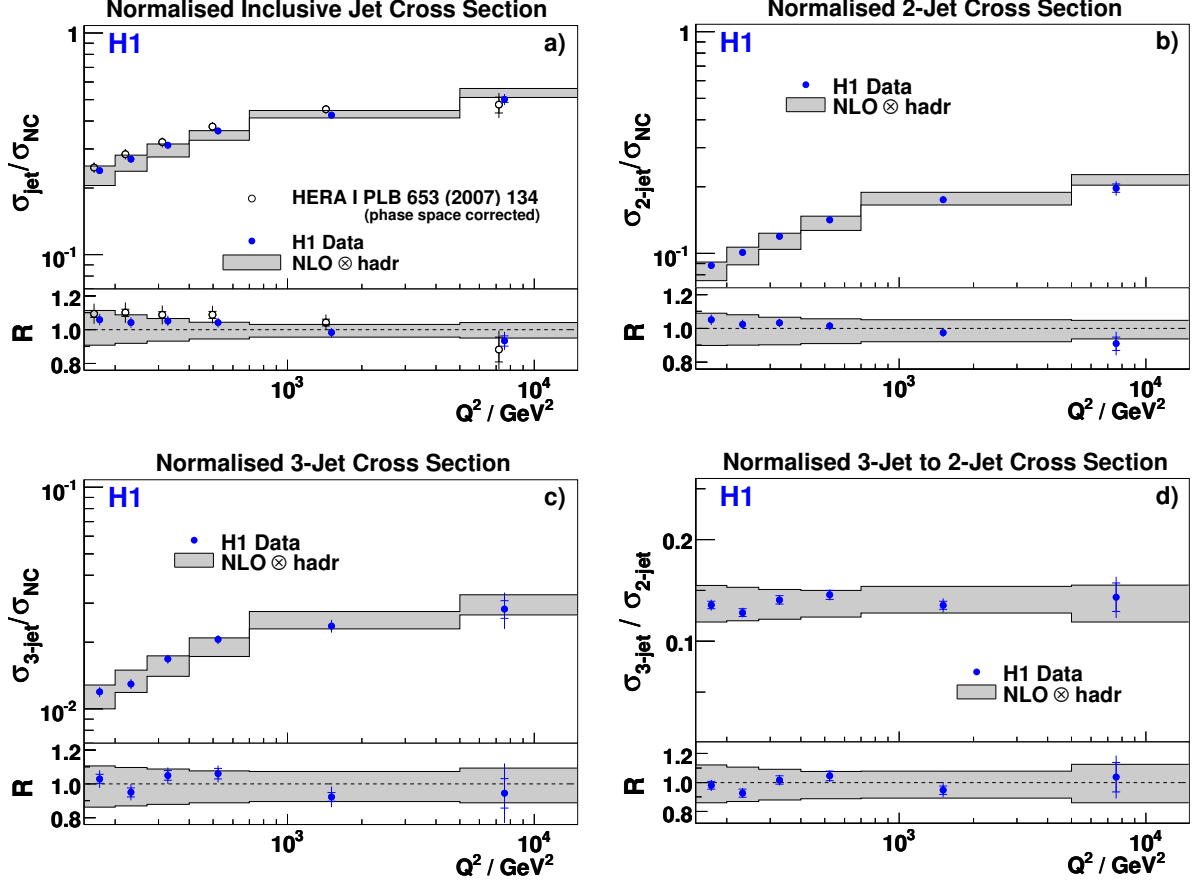 Normalised Inclusive Jet Cross Section
H1
a)
1
10⁻¹
σjet/σNC
HERA I PLB 653 (2007) 134
(phase space corrected)
H1 Data
NLO ⊗ hadr
1.2
1.0
0.8
R
10³
10⁴
Q² / GeV²
Normalised 2-Jet Cross Section
H1
b)
1
10⁻¹
σ2-jet/σNC
H1 Data
NLO ⊗ hadr
1.2
1.0
0.8
R
10³
10⁴
Q² / GeV²
Normalised 3-Jet Cross Section
H1
c)
10⁻¹
10⁻²
σ3-jet/σNC
H1 Data
NLO ⊗ hadr
1.2
1.0
0.8
R
10³
10⁴
Q² / GeV²
Normalised 3-Jet to 2-Jet Cross Section
H1
d)
0.2
0.1
σ3-jet / σ2-jet
H1 Data
NLO ⊗ hadr
1.2
1.0
0.8
R
10³
10⁴
Q² / GeV²